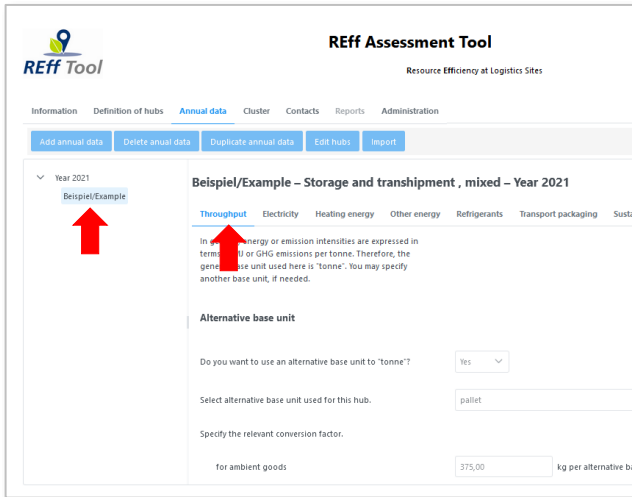 REff Tool
REff Assessment Tool
Resource Efficiency at Logistics Sites
Information Definition of hubs Annual data Cluster Contacts Reports Administration
Add annual data Delete anual data Duplicate annual data Edit hubs Import
Year 2021
Beispiel/Example
Beispiel/Example – Storage and transhipment , mixed – Year 2021
Throughput Electricity Heating energy Other energy Refrigerants Transport packaging
In energy or emission intensities are expressed in
terms or GHG emissions per tonne. Therefore, the
unit used here is "tonne". You may specify
another base unit, if needed.
Alternative base unit
Do you want to use an alternative base unit to "tonne"? Yes
Select alternative base unit used for this hub. pallet
Specify the relevant conversion factor.
for ambient goods 375,00 kg per alternative